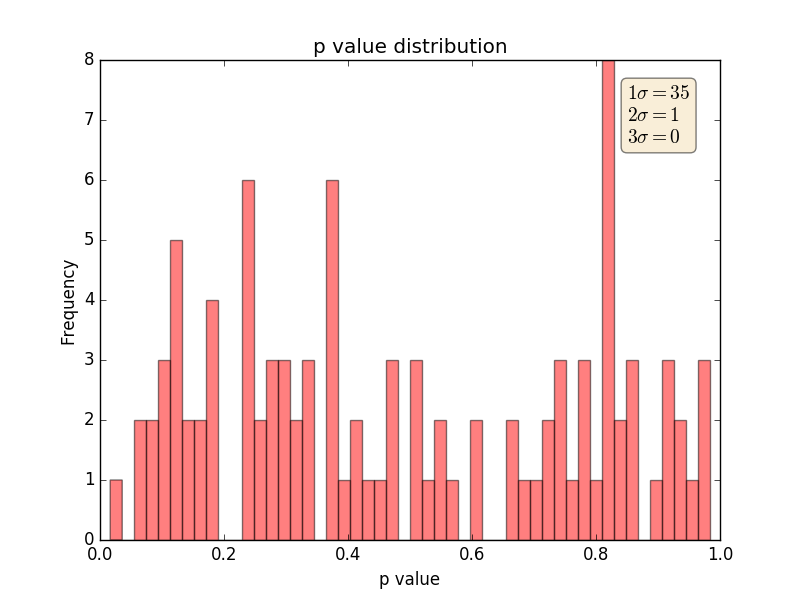 p value distribution
8
7
6
5
4
3
2
1
0
Frequency
1σ = 35
2σ = 1
3σ = 0
0.0 0.2 0.4 0.6 0.8 1.0
p value